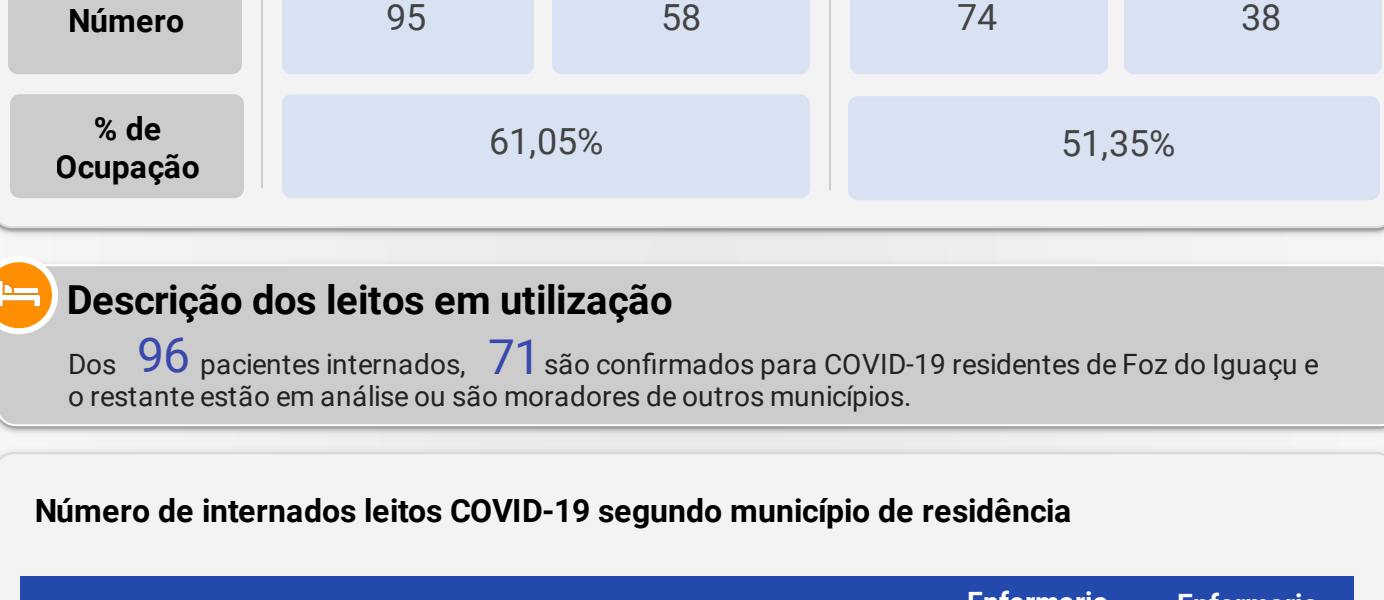 Número 95 58 74 38
% de
Ocupação
61,05% 51,35%
Descrição dos leitos em utilização
Dos 96 pacientes internados, 71 são confirmados para COVID-19 residentes de Foz do Iguaçu e
o restante estão em análise ou são moradores de outros municípios.
Número de internados leitos COVID-19 segundo município de residência
Enfermaria Enfermaria